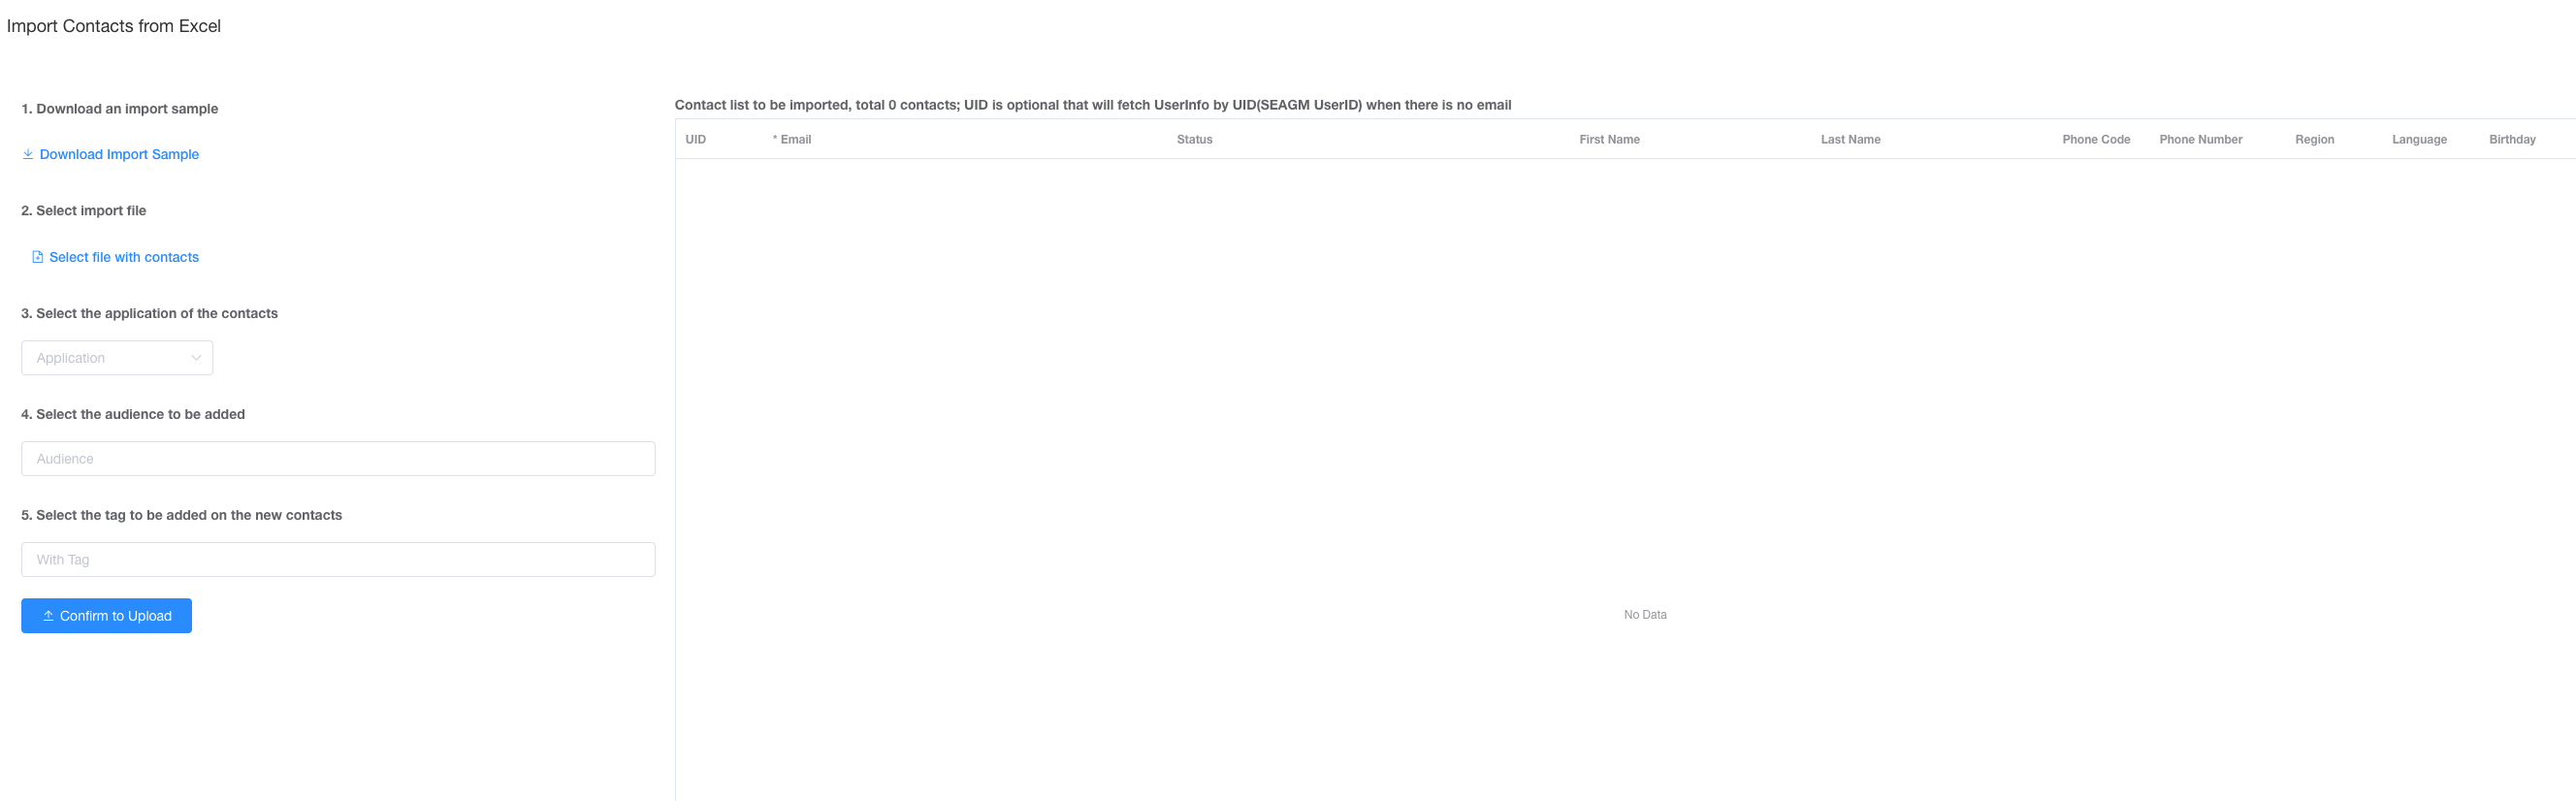 Import Contacts from Excel
1. Download an import sample
Download Import Sample
2. Select import file
Select file with contacts
3. Select the application of the contacts
Application
4. Select the audience to be added
Audience
5. Select the tag to be added on the new contacts
With Tag
Confirm to Upload
Contact list to be imported, total 0 contacts; UID is optional that will fetch UserInfo by UID(SEAGM UserID) when there is no email
UID * Email Status First Name Last Name Phone Code Phone Number Region Language Birthday
No Data